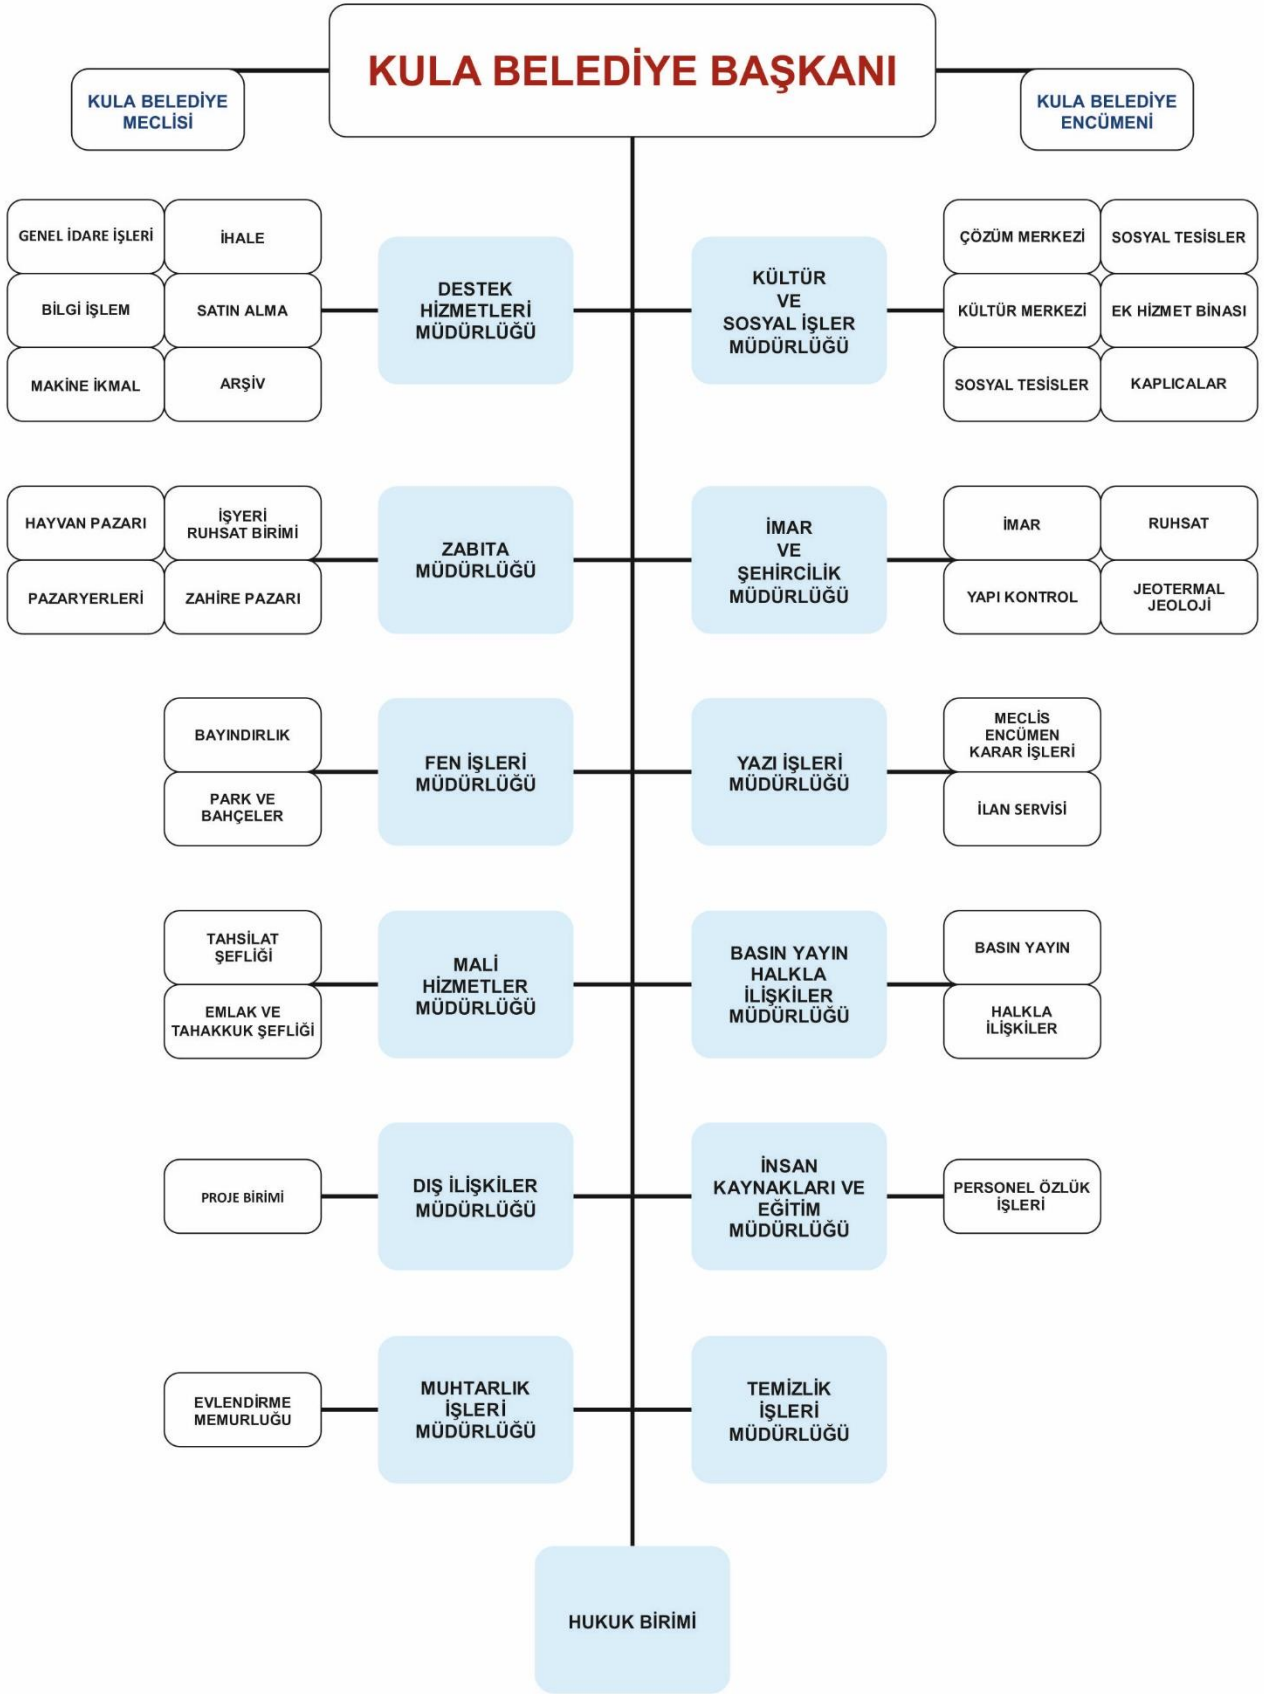 KULA BELEDİYE BAŞKANI
KULA BELEDİYE
MECLİSİ
KULA BELEDİYE
ENCÜMENİ
GENEL İDARE İŞLERİ
İHALE
BİLGİ İŞLEM
SATIN ALMA
MAKİNE İKMAL
ARŞİV
DESTEK
HİZMETLERİ
MÜDÜRLÜĞÜ
KÜLTÜR
VE
SOSYAL İŞLER
MÜDÜRLÜĞÜ
ÇÖZÜM MERKEZİ
SOSYAL TESİSLER
KÜLTÜR MERKEZİ
EK HİZMET BİNASI
SOSYAL TESİSLER
KAPLICALAR
HAYVAN PAZARI
İŞYERİ
RUHSAT BİRİMİ
PAZARYERLERİ
ZAHİRE PAZARI
ZABITA
MÜDÜRLÜĞÜ
İMAR
VE
ŞEHİRCİLİK
MÜDÜRLÜĞÜ
İMAR
RUHSAT
YAPI KONTROL
JEOTERMAL
JEOLOJİ
BAYINDIRLIK
PARK VE
BAHÇELER
FEN İŞLERİ
MÜDÜRLÜĞÜ
YAZI İŞLERİ
MÜDÜRLÜĞÜ
MECLİS
ENCÜMEN
KARAR İŞLERİ
İLAN SERVİSİ
TAHSİLAT
ŞEFLİĞİ
EMLAK VE
TAHAKKUK ŞEFLİĞİ
MALİ
HİZMETLER
MÜDÜRLÜĞÜ
BASIN YAYIN
HALKLA
İLİŞKİLER
MÜDÜRLÜĞÜ
BASIN YAYIN
HALKLA
İLİŞKİLER
PROJE BİRİMİ
DIŞ İLİŞKİLER
MÜDÜRLÜĞÜ
İNSAN
KAYNAKLARI VE
EĞİTİM
MÜDÜRLÜĞÜ
PERSONEL ÖZLÜK
İŞLERİ
EVLENDİRME
MEMURLUĞU
MUHTARLIK
İŞLERİ
MÜDÜRLÜĞÜ
TEMİZLİK
İŞLERİ
MÜDÜRLÜĞÜ
HUKUK BİRİMİ